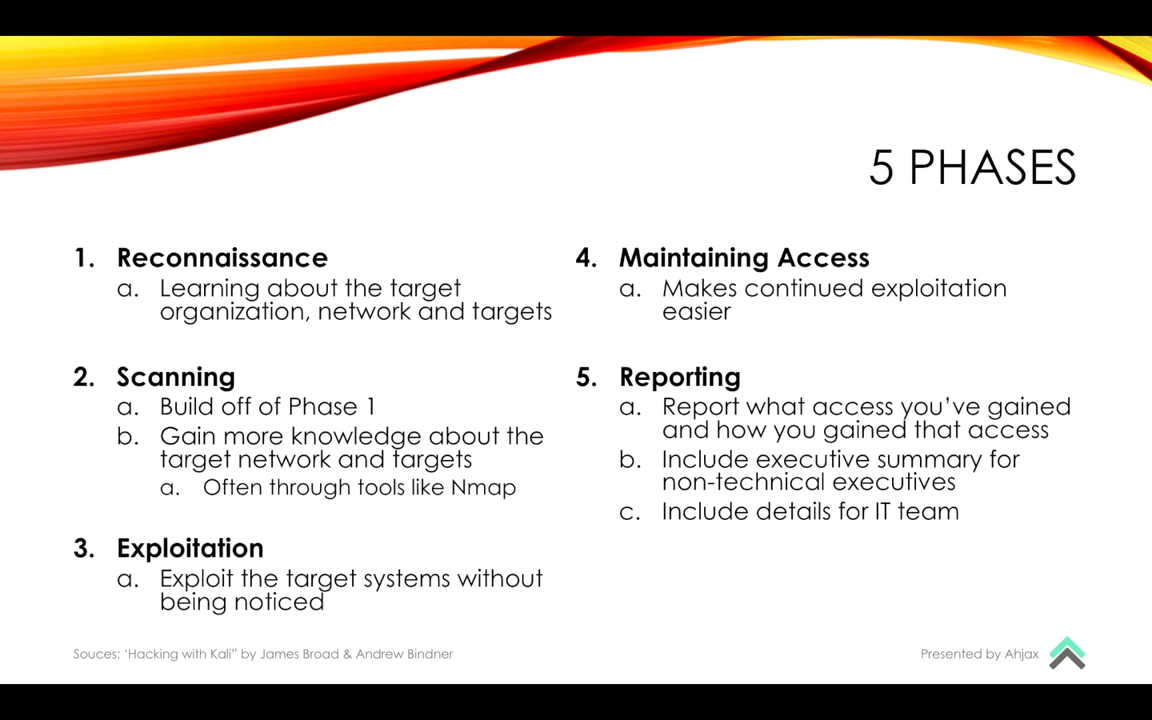 5 PHASES
1. Reconnaissance
a. Learning about the target
organization, network and targets
2. Scanning
a. Build off of Phase 1
b. Gain more knowledge about the
target network and targets
a. Often through tools like Nmap
3. Exploitation
a. Exploit the target systems without
being noticed
4. Maintaining Access
a. Makes continued exploitation
easier
5. Reporting
a. Report what access you’ve gained
and how you gained that access
b. Include executive summary for
non-technical executives
c. Include details for IT team
Souces: ‘Hacking with Kali” by James Broad & Andrew Bindner
Presented by Ahjax